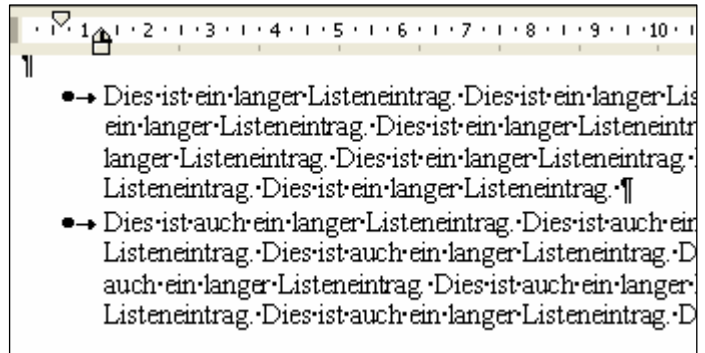 1 · 2 · 3 · 4 · 5 · 6 · 7 · 8 · 9 · 10
¶
●→ Dies·ist·ein·langer·Listeneintrag.·Dies·ist·ein·langer·Lis
ein·langer·Listeneintrag.·Dies·ist·ein·langer·Listeneintr
langer·Listeneintrag.·Dies·ist·ein·langer·Listeneintrag.·
Listeneintrag.·Dies·ist·ein·langer·Listeneintrag.·¶
●→ Dies·ist·auch·ein·langer·Listeneintrag.·Dies·ist·auch·ein
Listeneintrag.·Dies·ist·auch·ein·langer·Listeneintrag.·D
auch·ein·langer·Listeneintrag.·Dies·ist·auch·ein·langer·
Listeneintrag.·Dies·ist·auch·ein·langer·Listeneintrag.·D